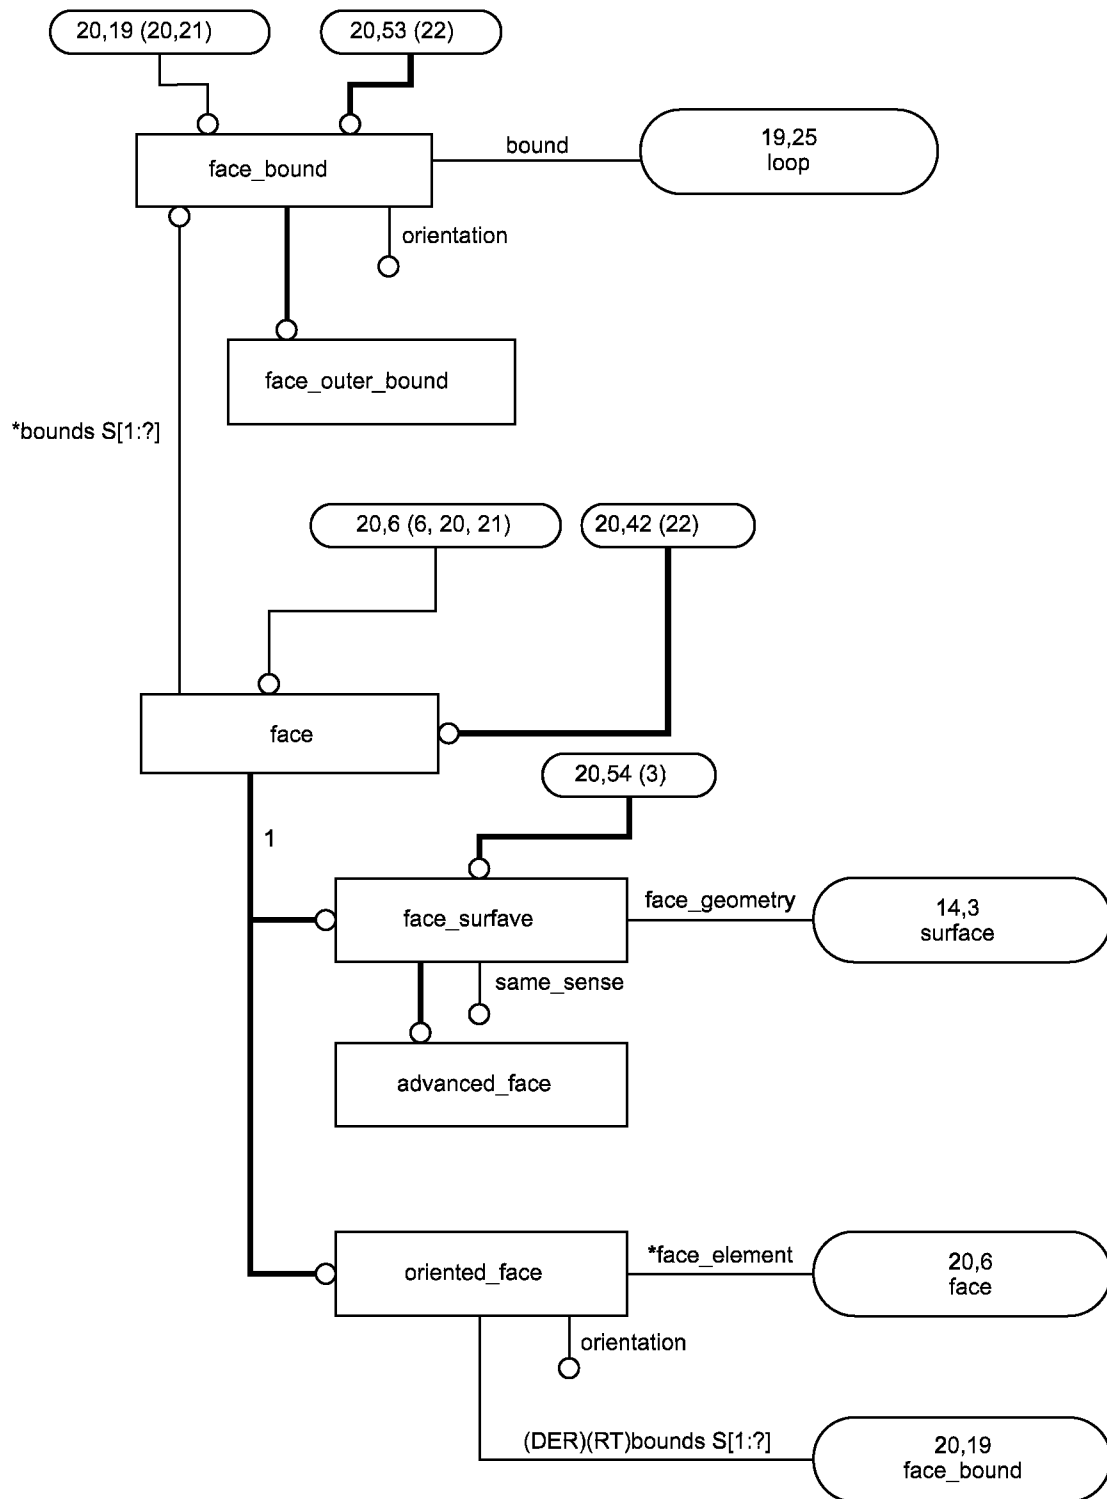 20,19 (20,21)
20,53 (22)
19,25
loop
bound
face_bound
orientation
face_outer_bound
*bounds S[1:?]
20,6 (6, 20, 21)
20,42 (22)
face
20,54 (3)
1
face_surfave
face_geometry
14,3
surface
same_sense
advanced_face
oriented_face
*face_element
20,6
face
orientation
(DER)(RT)bounds S[1:?]
20,19
face_bound